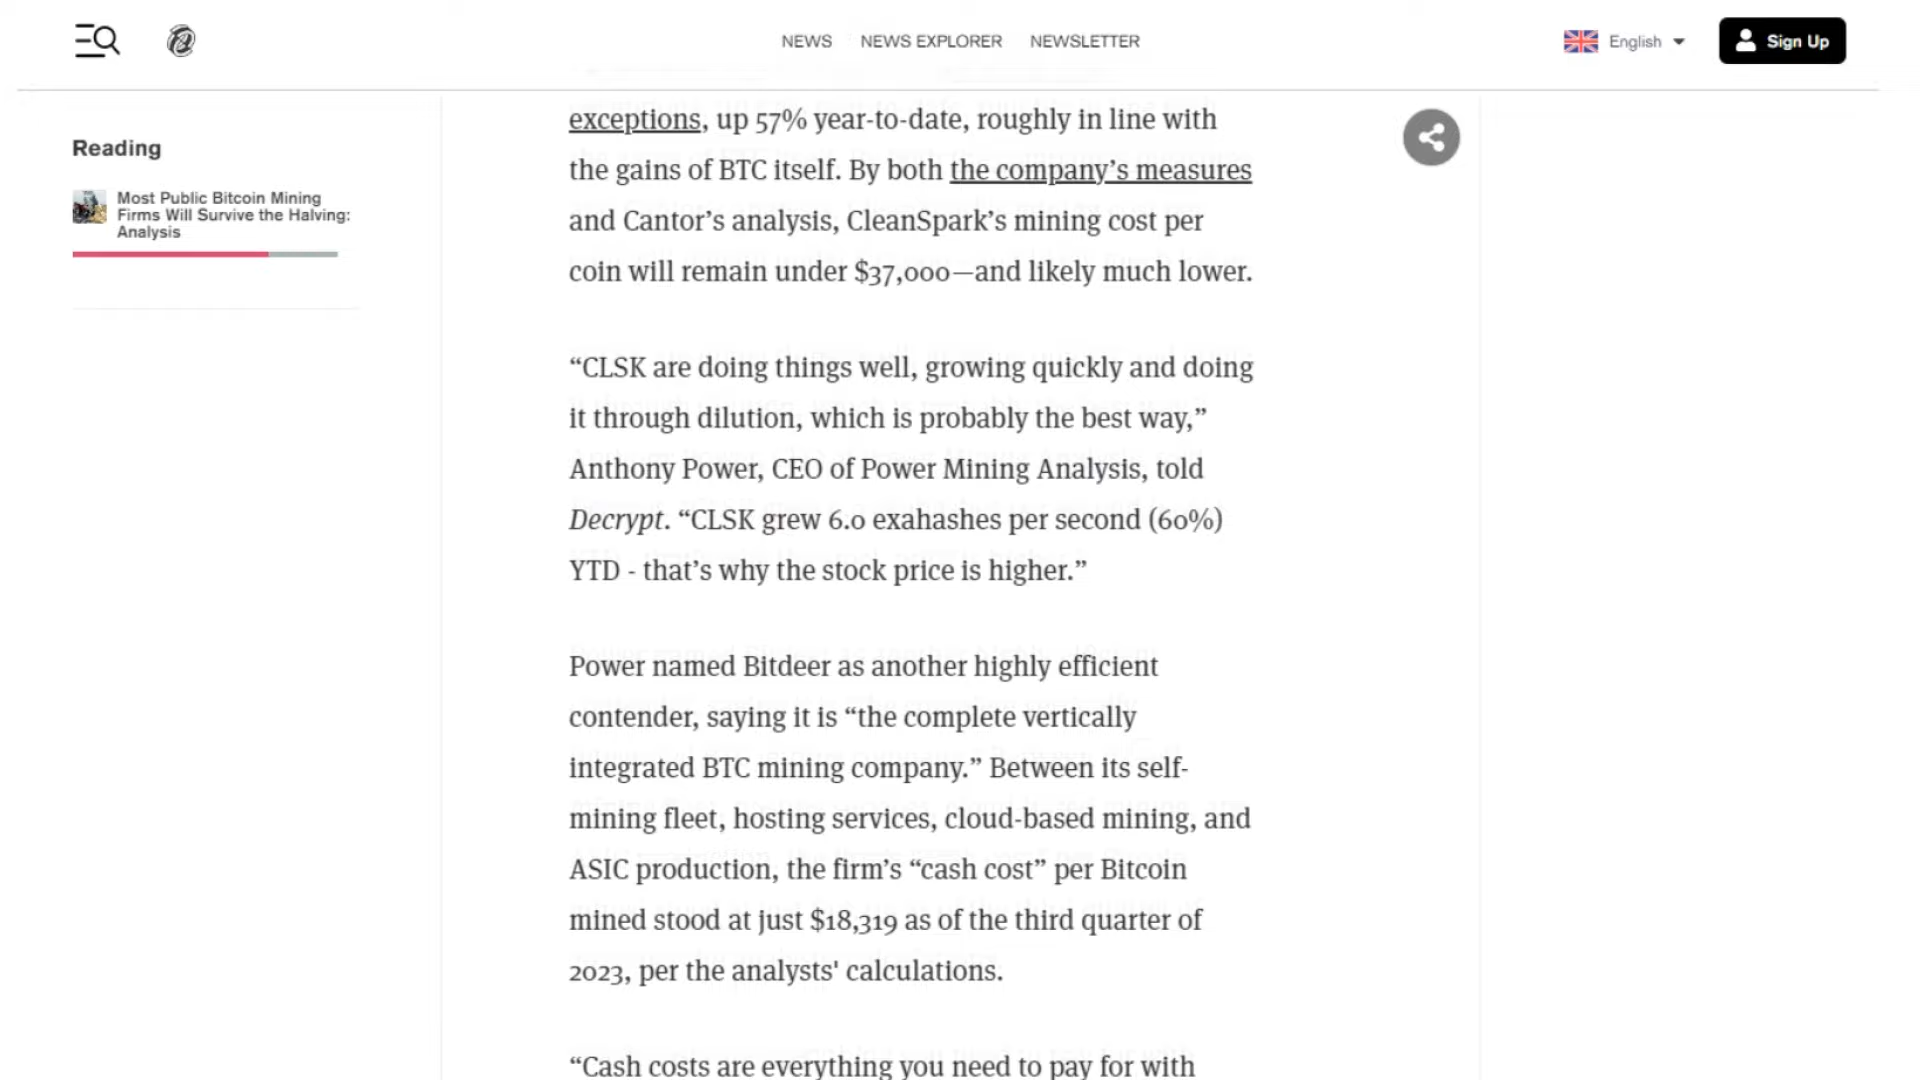 NEWS NEWS EXPLORER NEWSLETTER English Sign Up
Reading
Most Public Bitcoin Mining
Firms Will Survive the Halving:
Analysis
exceptions, up 57% year-to-date, roughly in line with
the gains of BTC itself. By both the company’s measures
and Cantor’s analysis, CleanSpark’s mining cost per
coin will remain under $37,000—and likely much lower.
“CLSK are doing things well, growing quickly and doing
it through dilution, which is probably the best way,”
Anthony Power, CEO of Power Mining Analysis, told
Decrypt. “CLSK grew 6.0 exahashes per second (60%)
YTD - that’s why the stock price is higher.”
Power named Bitdeer as another highly efficient
contender, saying it is “the complete vertically
integrated BTC mining company.” Between its self-
mining fleet, hosting services, cloud-based mining, and
ASIC production, the firm’s “cash cost” per Bitcoin
mined stood at just $18,319 as of the third quarter of
2023, per the analysts' calculations.
“Cash costs are everything you need to pay for with